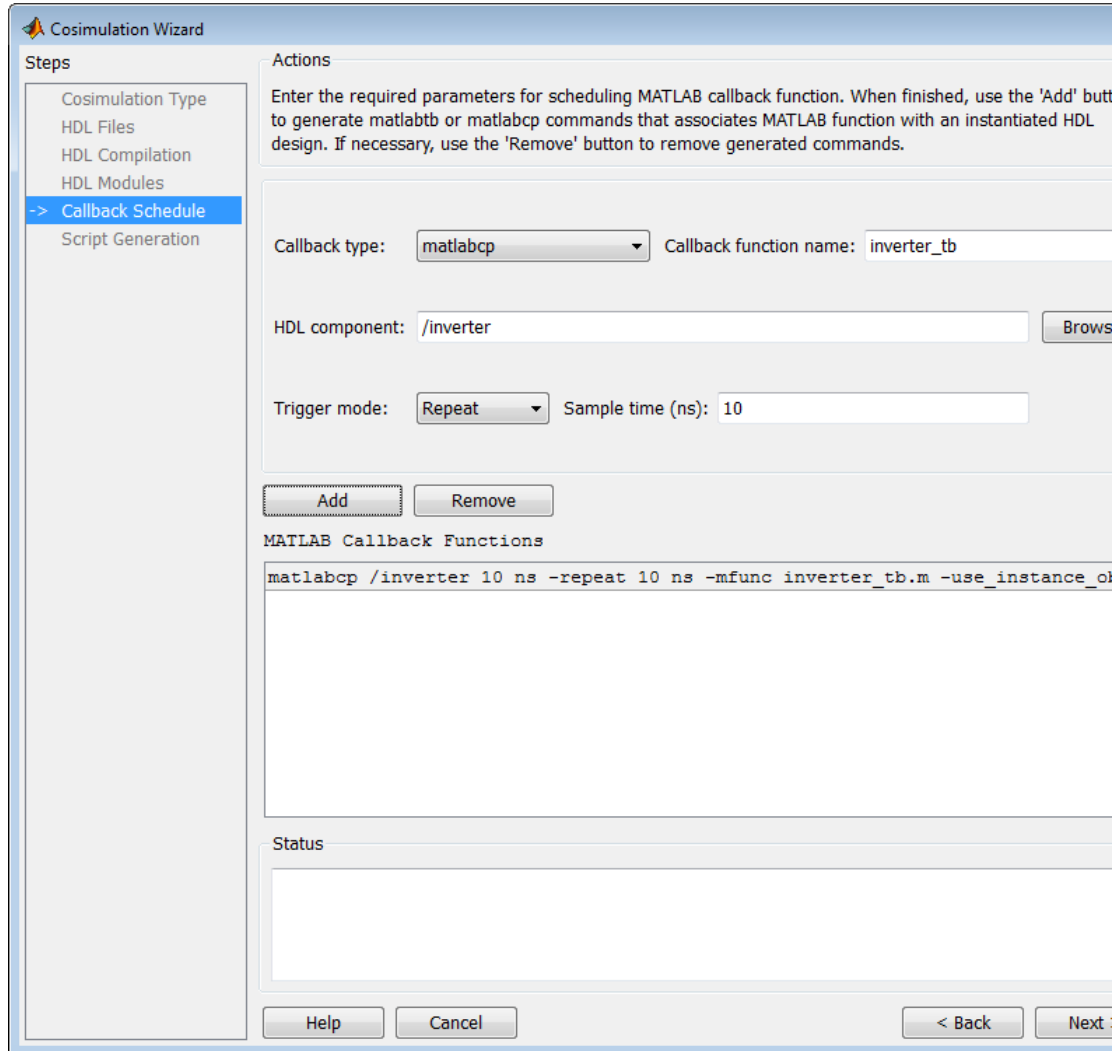 Cosimulation Wizard
Steps
Cosimulation Type
HDL Files
HDL Compilation
HDL Modules
-> Callback Schedule
Script Generation
Actions
Enter the required parameters for scheduling MATLAB callback function. When finished, use the 'Add' butt
to generate matlabtb or matlabcp commands that associates MATLAB function with an instantiated HDL
design. If necessary, use the 'Remove' button to remove generated commands.
Callback type: matlabcp Callback function name: inverter_tb
HDL component: /inverter Brows
Trigger mode: Repeat Sample time (ns): 10
Add Remove
MATLAB Callback Functions
matlabcp /inverter 10 ns -repeat 10 ns -mfunc inverter_tb.m -use_instance_ob
Status
Help Cancel < Back Next >